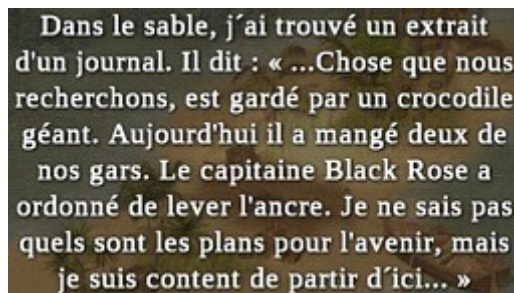 Dans le sable, j´ai trouvé un extrait
d'un journal. Il dit : « ...Chose que nous
recherchons, est gardé par un crocodile
géant. Aujourd'hui il a mangé deux de
nos gars. Le capitaine Black Rose a
ordonné de lever l'ancre. Je ne sais pas
quels sont les plans pour l'avenir, mais
je suis content de partir d´ici... »